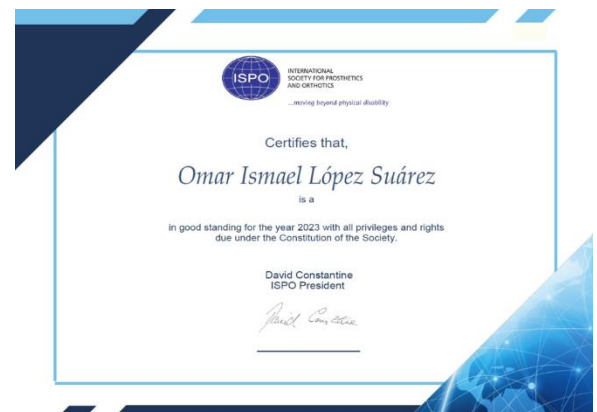 ISPO
INTERNATIONAL
SOCIETY FOR PROSTHETICS
AND ORTHOTICS
...moving beyond physical disability
Certifies that,
Omar Ismael López Suárez
is a
in good standing for the year 2023 with all privileges and rights
due under the Constitution of the Society.
David Constantine
ISPO President
David Constantine